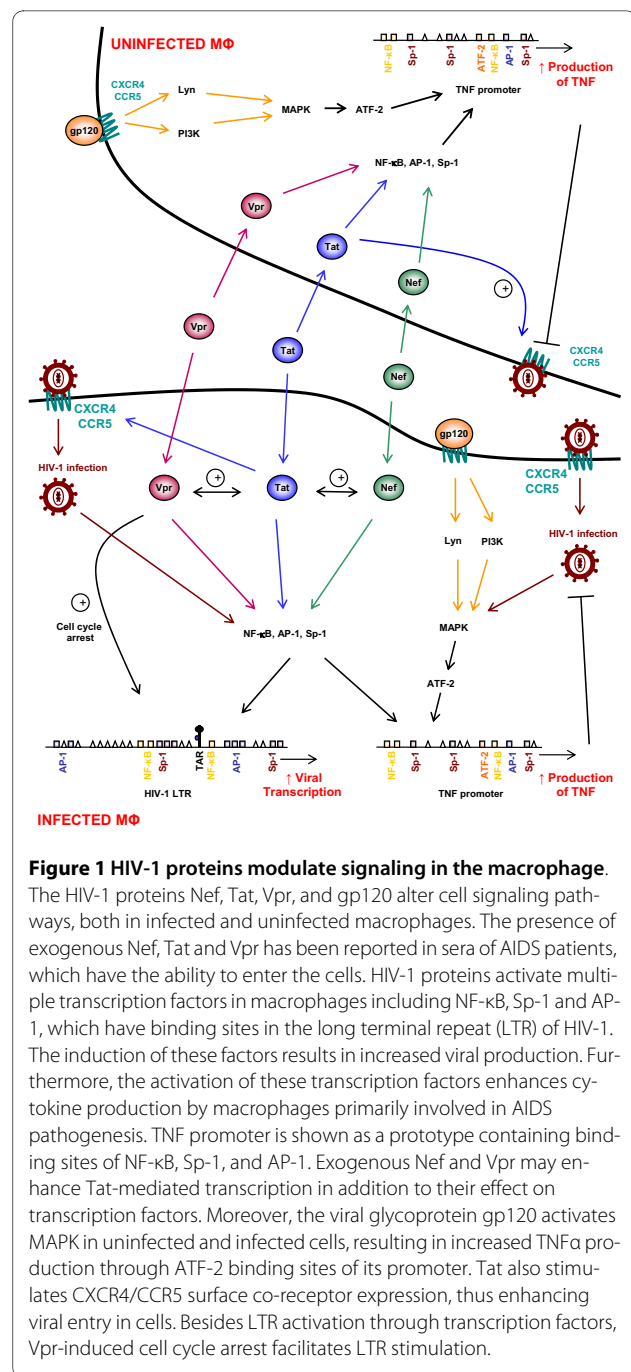 UNINFECTED MΦ
NF-κB
Sp-1
Sp-1
ATF-2
NF-κB
AP-1
Sp-1
↑ Production
of TNF
TNF promoter
CXCR4
CCR5
gp120
Lyn
PI3K
MAPK
ATF-2
NF-κB, AP-1, Sp-1
Vpr
Tat
Nef
+
Vpr
Tat
Nef
CXCR4
CCR5
CXCR4
CCR5
gp120
CXCR4
CCR5
HIV-1 infection
Vpr
+
Tat
+
Nef
Lyn
PI3K
HIV-1 infection
+
Cell cycle
arrest
NF-κB, AP-1, Sp-1
MAPK
ATF-2
AP-1
NF-κB
Sp-1
TAR
NF-κB
AP-1
Sp-1
HIV-1 LTR
↑ Viral
Transcription
NF-κB
Sp-1
Sp-1
ATF-2
NF-κB
AP-1
Sp-1
TNF promoter
↑ Production
of TNF
INFECTED MΦ
Figure 1 HIV-1 proteins modulate signaling in the macrophage.
The HIV-1 proteins Nef, Tat, Vpr, and gp120 alter cell signaling path-
ways, both in infected and uninfected macrophages. The presence of
exogenous Nef, Tat and Vpr has been reported in sera of AIDS patients,
which have the ability to enter the cells. HIV-1 proteins activate multi-
ple transcription factors in macrophages including NF-κB, Sp-1 and AP-
1, which have binding sites in the long terminal repeat (LTR) of HIV-1.
The induction of these factors results in increased viral production. Fur-
thermore, the activation of these transcription factors enhances cy-
tokine production by macrophages primarily involved in AIDS
pathogenesis. TNF promoter is shown as a prototype containing bind-
ing sites of NF-κB, Sp-1, and AP-1. Exogenous Nef and Vpr may en-
hance Tat-mediated transcription in addition to their effect on
transcription factors. Moreover, the viral glycoprotein gp120 activates
MAPK in uninfected and infected cells, resulting in increased TNFα pro-
duction through ATF-2 binding sites of its promoter. Tat also stimu-
lates CXCR4/CCR5 surface co-receptor expression, thus enhancing
viral entry in cells. Besides LTR activation through transcription factors,
Vpr-induced cell cycle arrest facilitates LTR stimulation.